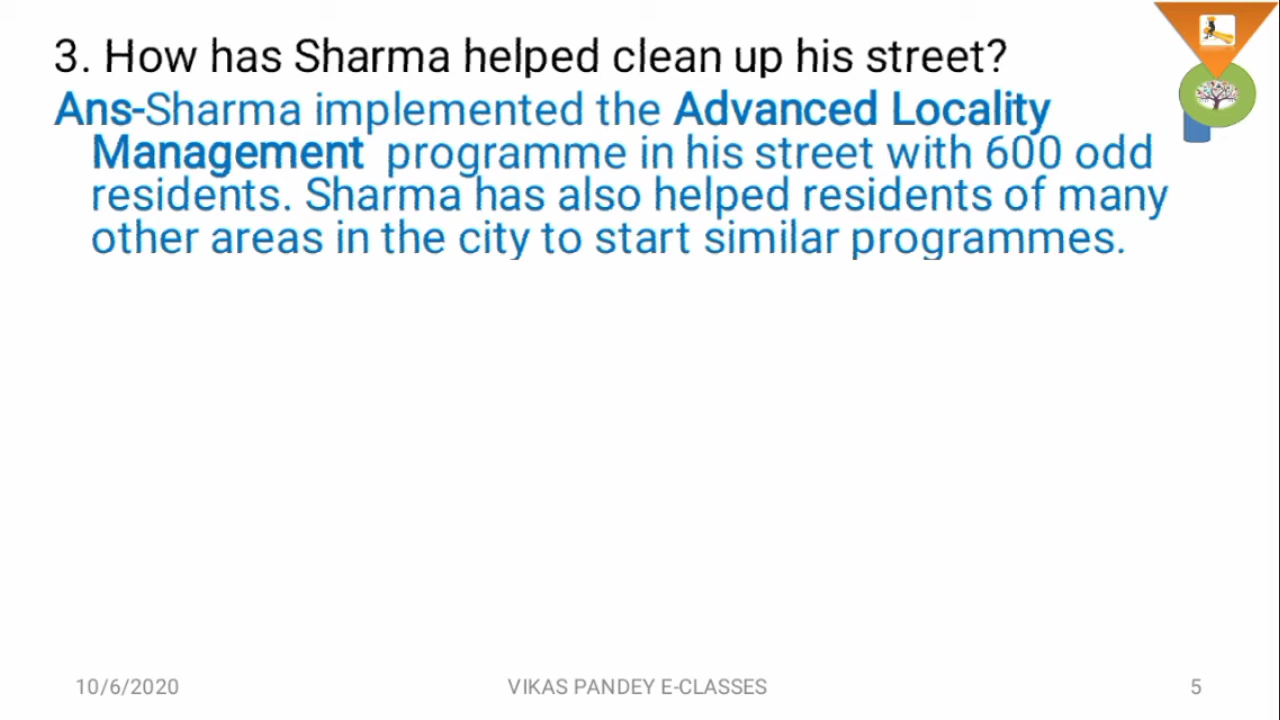 3. How has Sharma helped clean up his street?
Ans-Sharma implemented the Advanced Locality
Management programme in his street with 600 odd
residents. Sharma has also helped residents of many
other areas in the city to start similar programmes.
10/6/2020 VIKAS PANDEY E-CLASSES 5